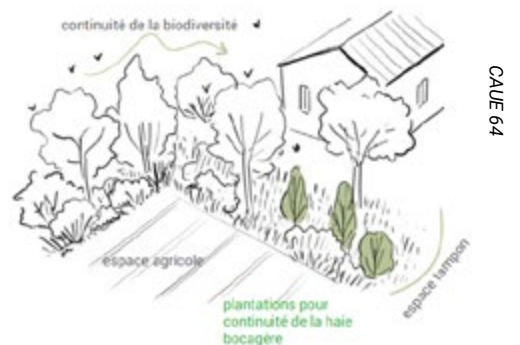 continuité de la biodiversité
CAUE 64
espace agricole
espace tampon
plantations pour
continuité de la haie
bocagère